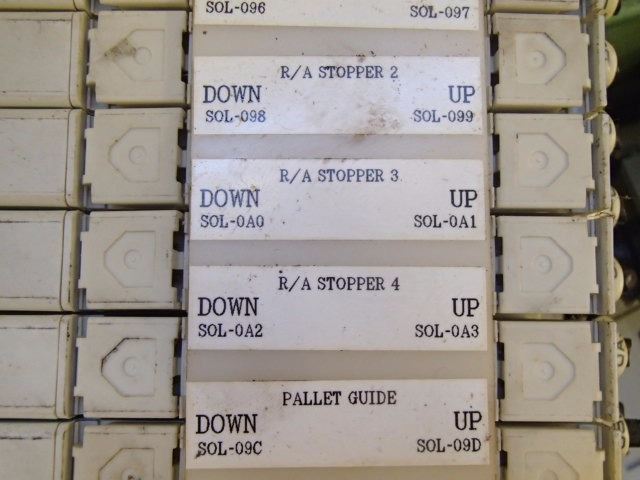 SOL-096 SOL-097
R/A STOPPER 2
DOWN UP
SOL-098 SOL-099
R/A STOPPER 3
DOWN UP
SOL-0A0 SOL-0A1
R/A STOPPER 4
DOWN UP
SOL-0A2 SOL-0A3
PALLET GUIDE
DOWN UP
SOL-09C SOL-09D